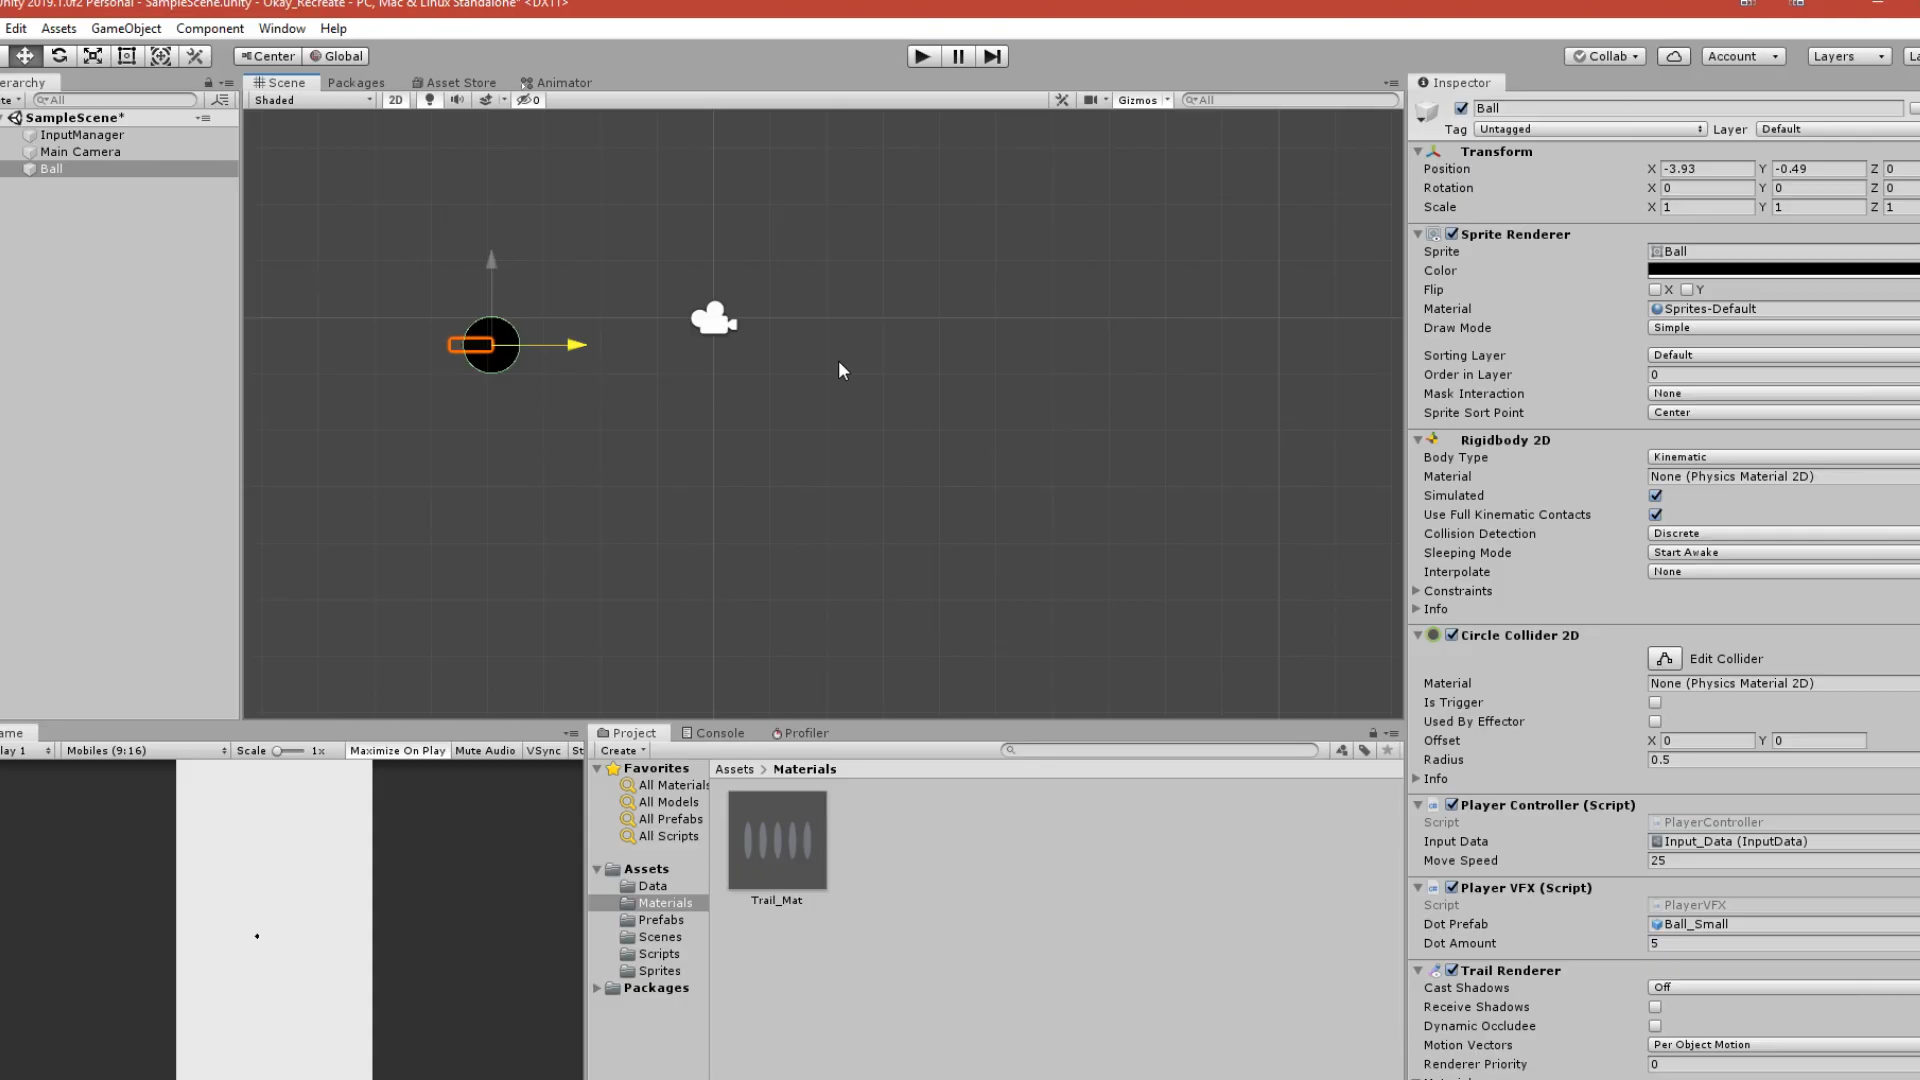 Unity 2019.1.0f2 Personal - SampleScene.unity - Okay_Recreate - PC, Mac & Linux Standalone* <DX11>
Edit Assets GameObject Component Window Help
Center Global Collab Account Layers La
erarchy Scene Packages Asset Store Animator Inspector
te All Shaded 2D 0 Gizmos All
Ball
SampleScene*
InputManager
Main Camera
Ball
Tag Untagged Layer Default
Transform
Position X -3.93 Y -0.49 Z 0
Rotation X 0 Y 0 Z 0
Scale X 1 Y 1 Z 1
Sprite Renderer
Sprite Ball
Color
Flip X Y
Material Sprites-Default
Draw Mode Simple
Sorting Layer Default
Order in Layer 0
Mask Interaction None
Sprite Sort Point Center
Rigidbody 2D
Body Type Kinematic
Material None (Physics Material 2D)
Simulated
Use Full Kinematic Contacts
Collision Detection Discrete
Sleeping Mode Start Awake
Interpolate None
Constraints
Info
Circle Collider 2D
Edit Collider
Material None (Physics Material 2D)
Is Trigger
Used By Effector
Offset X 0 Y 0
Radius 0.5
Info
Player Controller (Script)
Script PlayerController
Input Data Input_Data (InputData)
Move Speed 25
Player VFX (Script)
Script PlayerVFX
Dot Prefab Ball_Small
Dot Amount 5
Trail Renderer
Cast Shadows Off
Receive Shadows
Dynamic Occludee
Motion Vectors Per Object Motion
Renderer Priority 0
ame
lay 1 Mobiles (9:16) Scale 1x Maximize On Play Mute Audio VSync St
Project Console Profiler
Create
Favorites
All Materials
All Models
All Prefabs
All Scripts
Assets
Data
Materials
Prefabs
Scenes
Scripts
Sprites
Packages
Assets > Materials
Trail_Mat